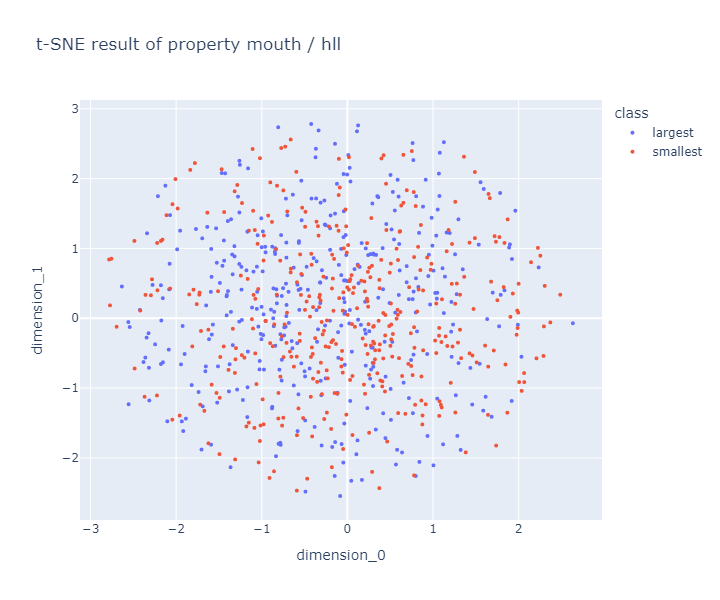 t-SNE result of property mouth / hll
class
largest
smallest
dimension_1
3
2
1
0
−1
−2
−3
−2
−1
0
1
2
dimension_0